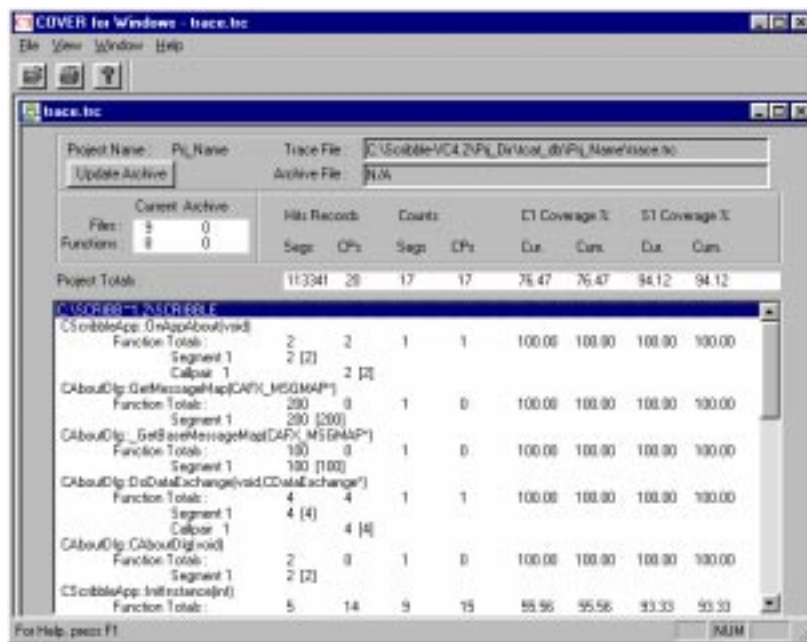 COVER for Windows - trace.trc
File View Window Help
trace.trc
Project Name: Prj_Name Trace File
Update Archive Archive File N/A
Current Archive Hits Records Counts C1 Coverage % S1 Coverage %
Files: 9 0
Functions: 8 0 Segs CPs Segs CPs Cur. Cum. Cur. Cum.
Project Totals 113341 20 17 17 76.47 76.47 94.12 94.12
C:\SCRIBB~1.2\SCRIBBLE
CScribbleApp::OnAppAbout(void)
Function Totals: 2 2 1 1 100.00 100.00 100.00 100.00
Segment 1 2 [2]
Callpair 1 2 [2]
CAboutDlg::GetMessageMap(CAFX_MSGMAP*)
Function Totals: 200 0 1 0 100.00 100.00 100.00 100.00
Segment 1 200 [200]
CAboutDlg::_GetBaseMessageMap(CAFX_MSGMAP*)
Function Totals: 100 0 1 0 100.00 100.00 100.00 100.00
Segment 1 100 [100]
CAboutDlg::DoDataExchange(void,CDataExchange*)
Function Totals: 4 4 1 1 100.00 100.00 100.00 100.00
Segment 1 4 [4]
Callpair 1 4 [4]
CAboutDlg::CAboutDlg(void)
Function Totals: 2 0 1 0 100.00 100.00 100.00 100.00
Segment 1 2 [2]
CScribbleApp::InitInstance(int)
Function Totals: 5 14 9 15 55.56 93.33 93.33
For Help, press F1 NUM